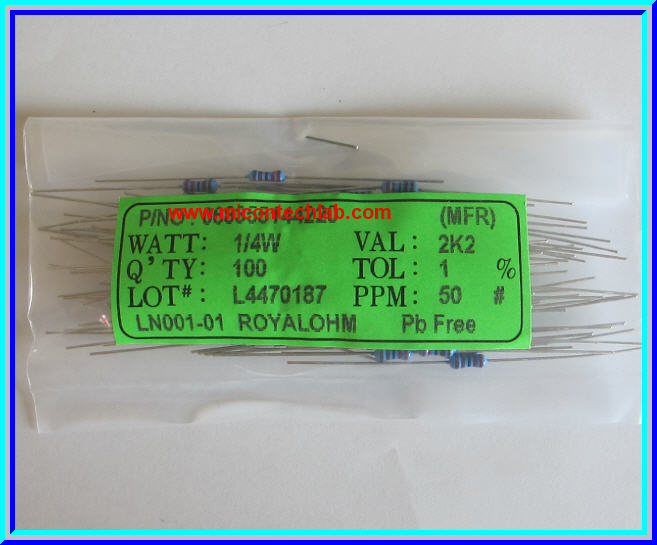 P/NO:
www.micontechlab.com
(MFR)
WATT: 1/4W VAL: 2K2
Q'TY: 100 TOL: 1 %
LOT#: L4470187 PPM: 50 #
LN001-01 ROYALOHM Pb Free